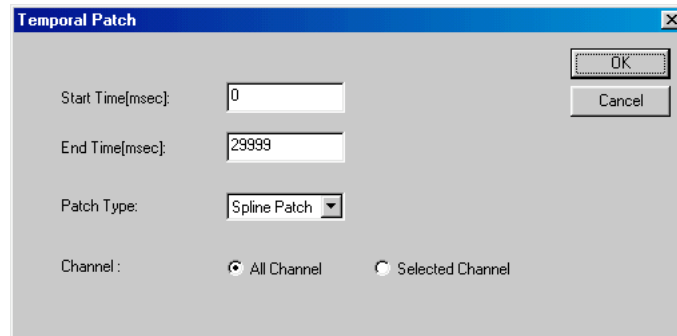 Temporal Patch
OK
Start Time[msec]: 0
Cancel
End Time[msec]: 29999
Patch Type: Spline Patch
Channel : All Channel Selected Channel